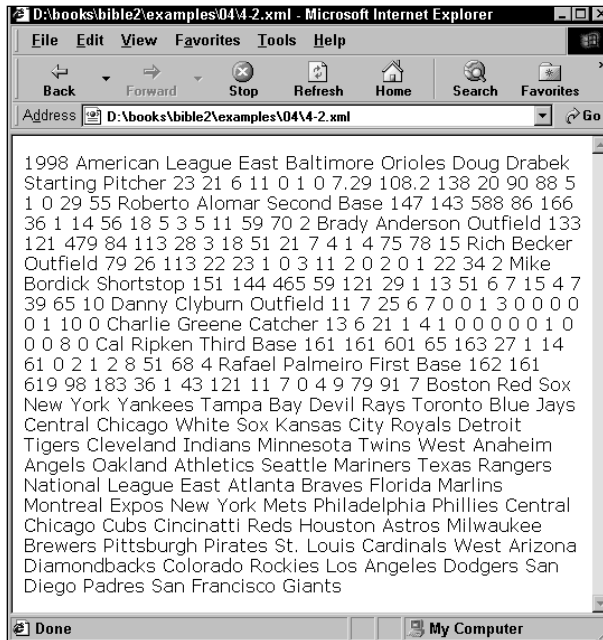 D:\books\bible2\examples\04\4-2.xml - Microsoft Internet Explorer
File Edit View Favorites Tools Help
Back Forward Stop Refresh Home Search Favorites
Address D:\books\bible2\examples\04\4-2.xml Go
1998 American League East Baltimore Orioles Doug Drabek
Starting Pitcher 23 21 6 11 0 1 0 7.29 108.2 138 20 90 88 5
1 0 29 55 Roberto Alomar Second Base 147 143 588 86 166
36 1 14 56 18 5 3 5 11 59 70 2 Brady Anderson Outfield 133
121 479 84 113 28 3 18 51 21 7 4 1 4 75 78 15 Rich Becker
Outfield 79 26 113 22 23 1 0 3 11 2 0 2 0 1 22 34 2 Mike
Bordick Shortstop 151 144 465 59 121 29 1 13 51 6 7 15 4 7
39 65 10 Danny Clyburn Outfield 11 7 25 6 7 0 0 1 3 0 0 0 0
0 1 10 0 Charlie Greene Catcher 13 6 21 1 4 1 0 0 0 0 0 1 0
0 0 8 0 Cal Ripken Third Base 161 161 601 65 163 27 1 14
61 0 2 1 2 8 51 68 4 Rafael Palmeiro First Base 162 161
619 98 183 36 1 43 121 11 7 0 4 9 79 91 7 Boston Red Sox
New York Yankees Tampa Bay Devil Rays Toronto Blue Jays
Central Chicago White Sox Kansas City Royals Detroit
Tigers Cleveland Indians Minnesota Twins West Anaheim
Angels Oakland Athletics Seattle Mariners Texas Rangers
National League East Atlanta Braves Florida Marlins
Montreal Expos New York Mets Philadelphia Phillies Central
Chicago Cubs Cincinatti Reds Houston Astros Milwaukee
Brewers Pittsburgh Pirates St. Louis Cardinals West Arizona
Diamondbacks Colorado Rockies Los Angeles Dodgers San
Diego Padres San Francisco Giants
Done My Computer